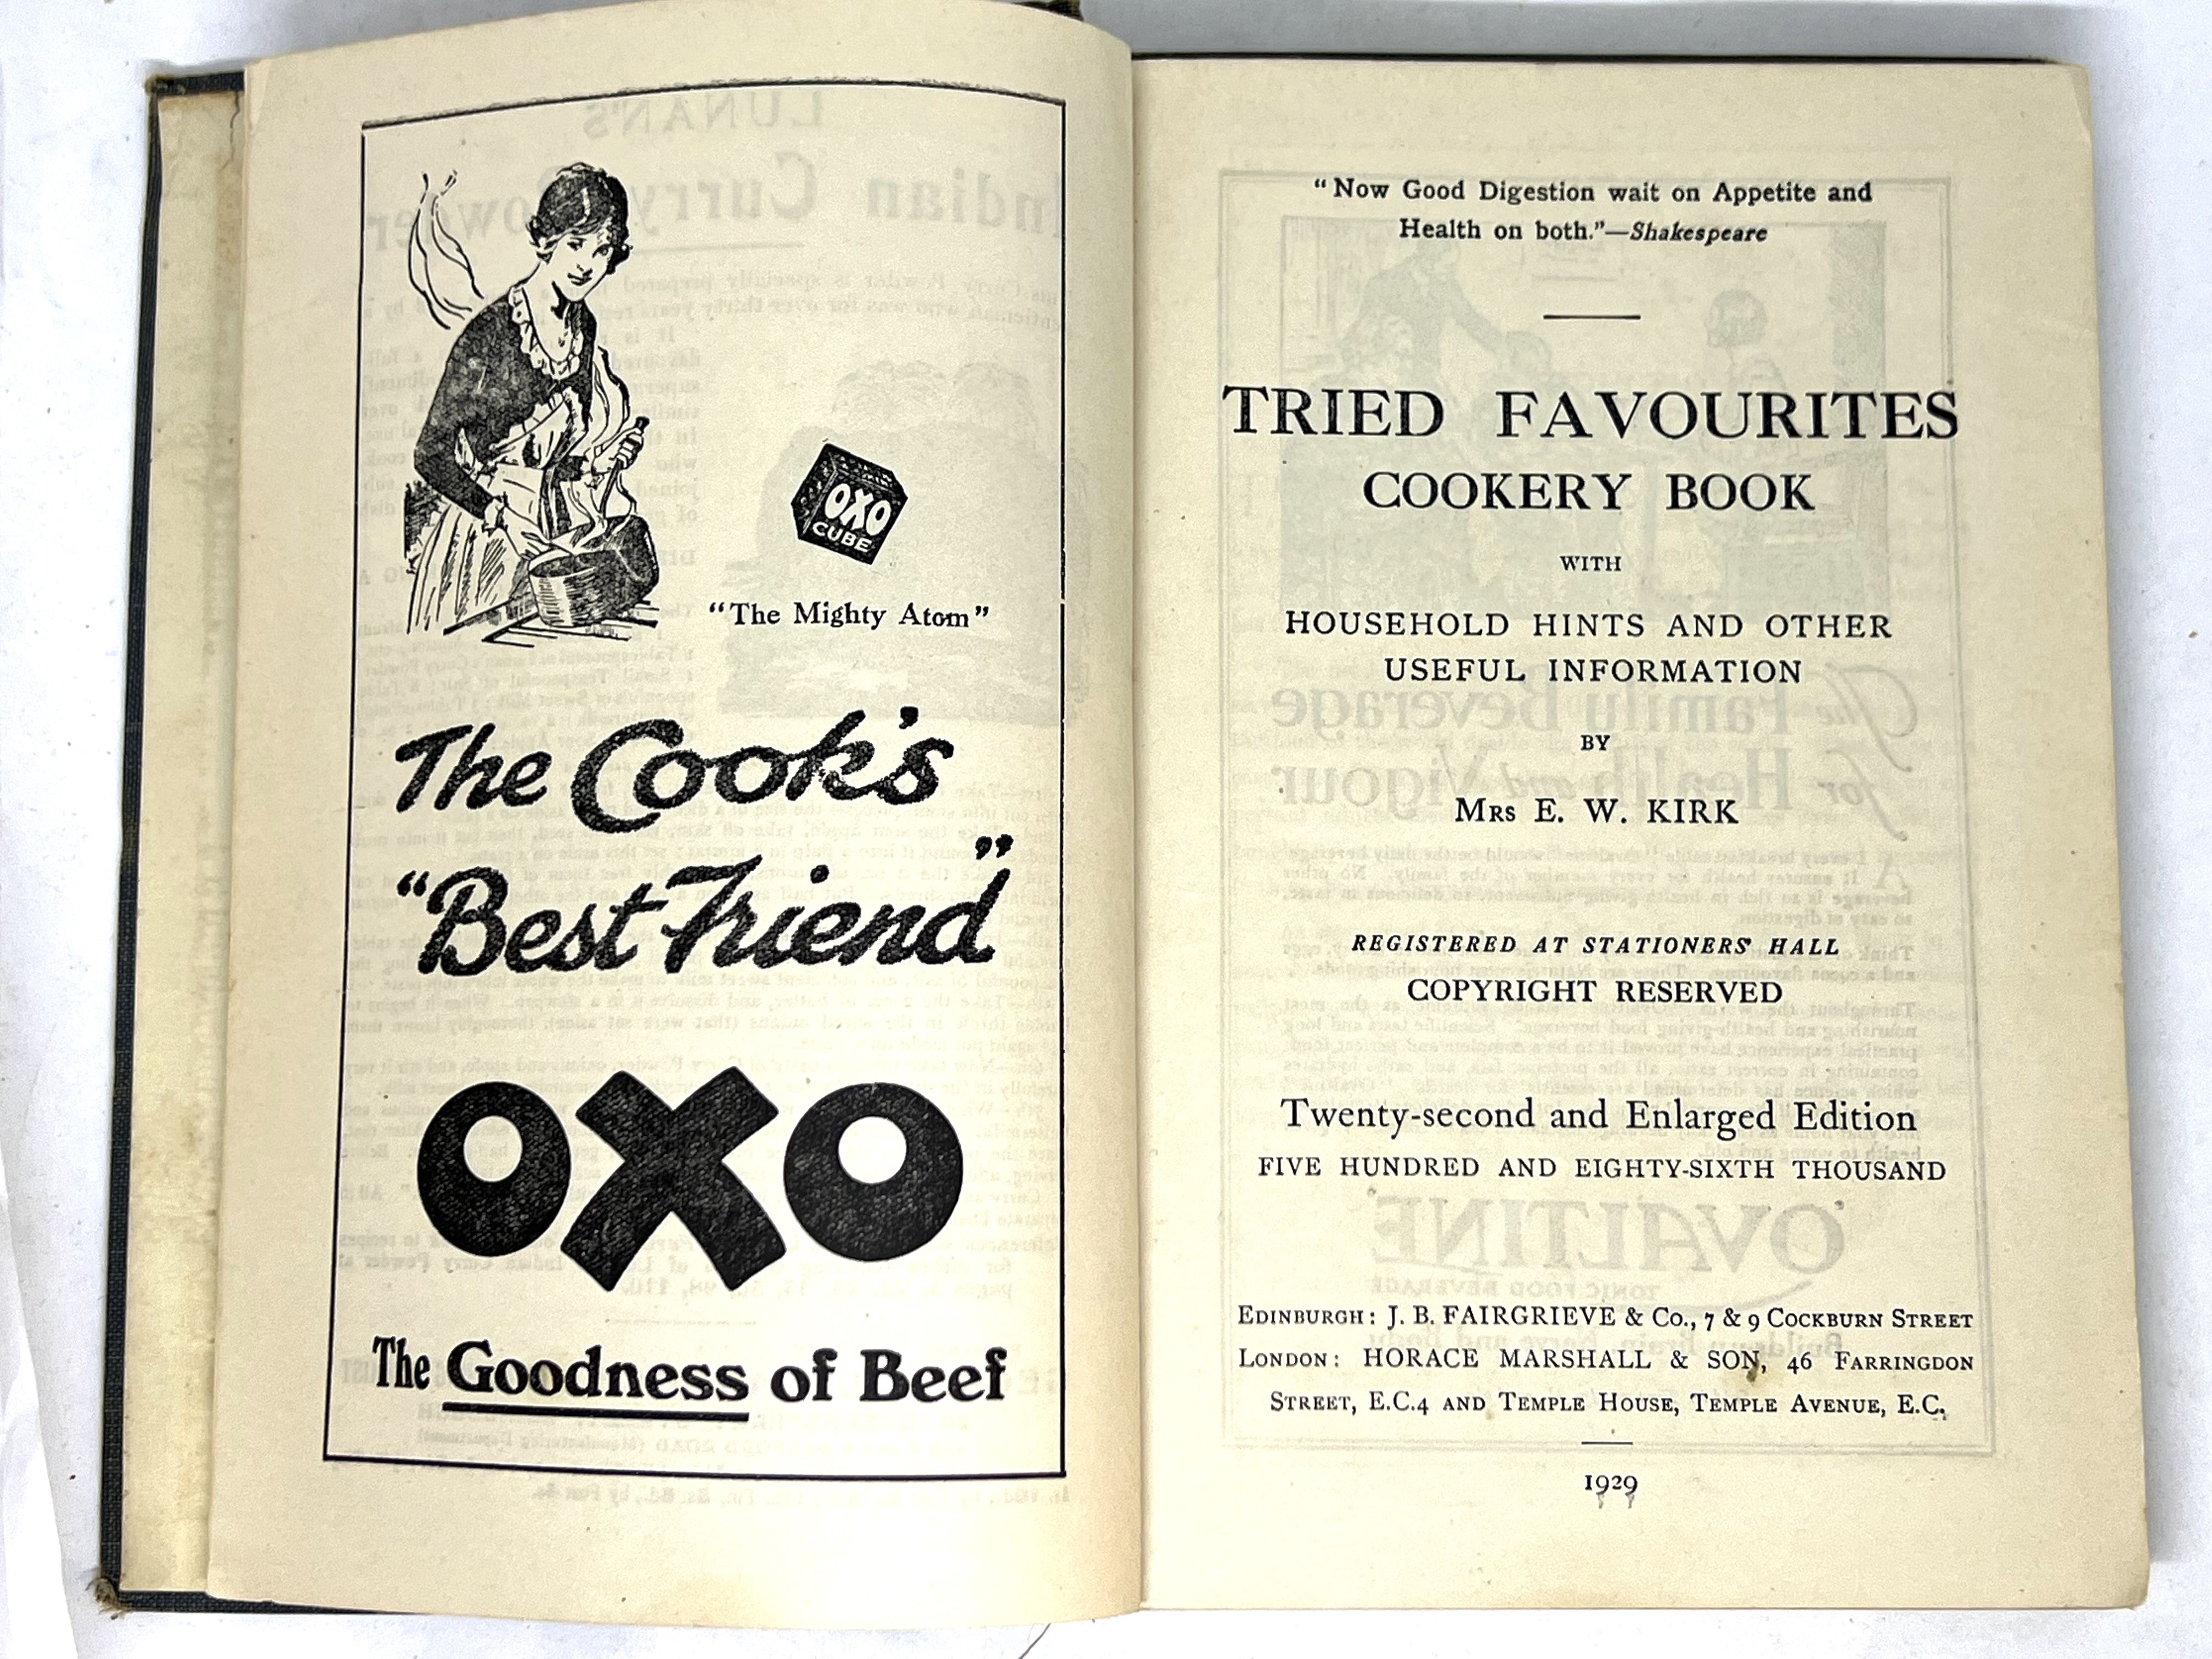 OXO
CUBE
"The Mighty Atom"
The Cook's
"Best Friend"
OXO
The Goodness of Beef
"Now Good Digestion wait on Appetite and
Health on both."—Shakespeare
TRIED FAVOURITES
COOKERY BOOK
WITH
HOUSEHOLD HINTS AND OTHER
USEFUL INFORMATION
BY
MRS E. W. KIRK
REGISTERED AT STATIONERS' HALL
COPYRIGHT RESERVED
Twenty-second and Enlarged Edition
FIVE HUNDRED AND EIGHTY-SIXTH THOUSAND
EDINBURGH: J. B. FAIRGRIEVE & CO., 7 & 9 COCKBURN STREET
LONDON: HORACE MARSHALL & SON, 46 FARRINGDON
STREET, E.C.4 AND TEMPLE HOUSE, TEMPLE AVENUE, E.C.
1929